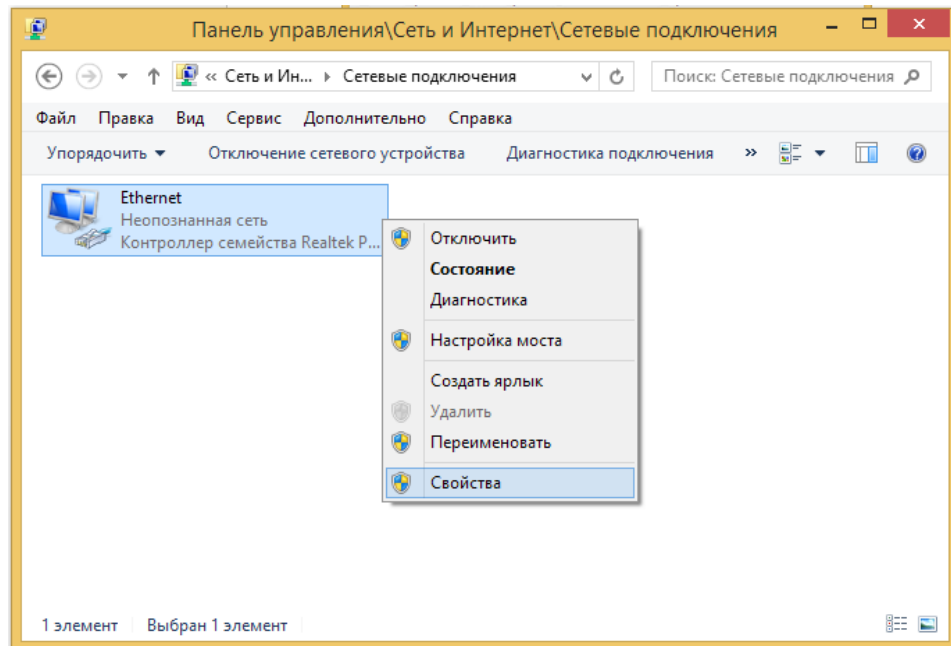 Панель управления\Сеть и Интернет\Сетевые подключения
« Сеть и Ин... Сетевые подключения Поиск: Сетевые подключения
Файл Правка Вид Сервис Дополнительно Справка
Упорядочить Отключение сетевого устройства Диагностика подключения »
Ethernet
Неопознанная сеть
Контроллер семейства Realtek P...
Отключить
Состояние
Диагностика
Настройка моста
Создать ярлык
Удалить
Переименовать
Свойства
1 элемент Выбран 1 элемент